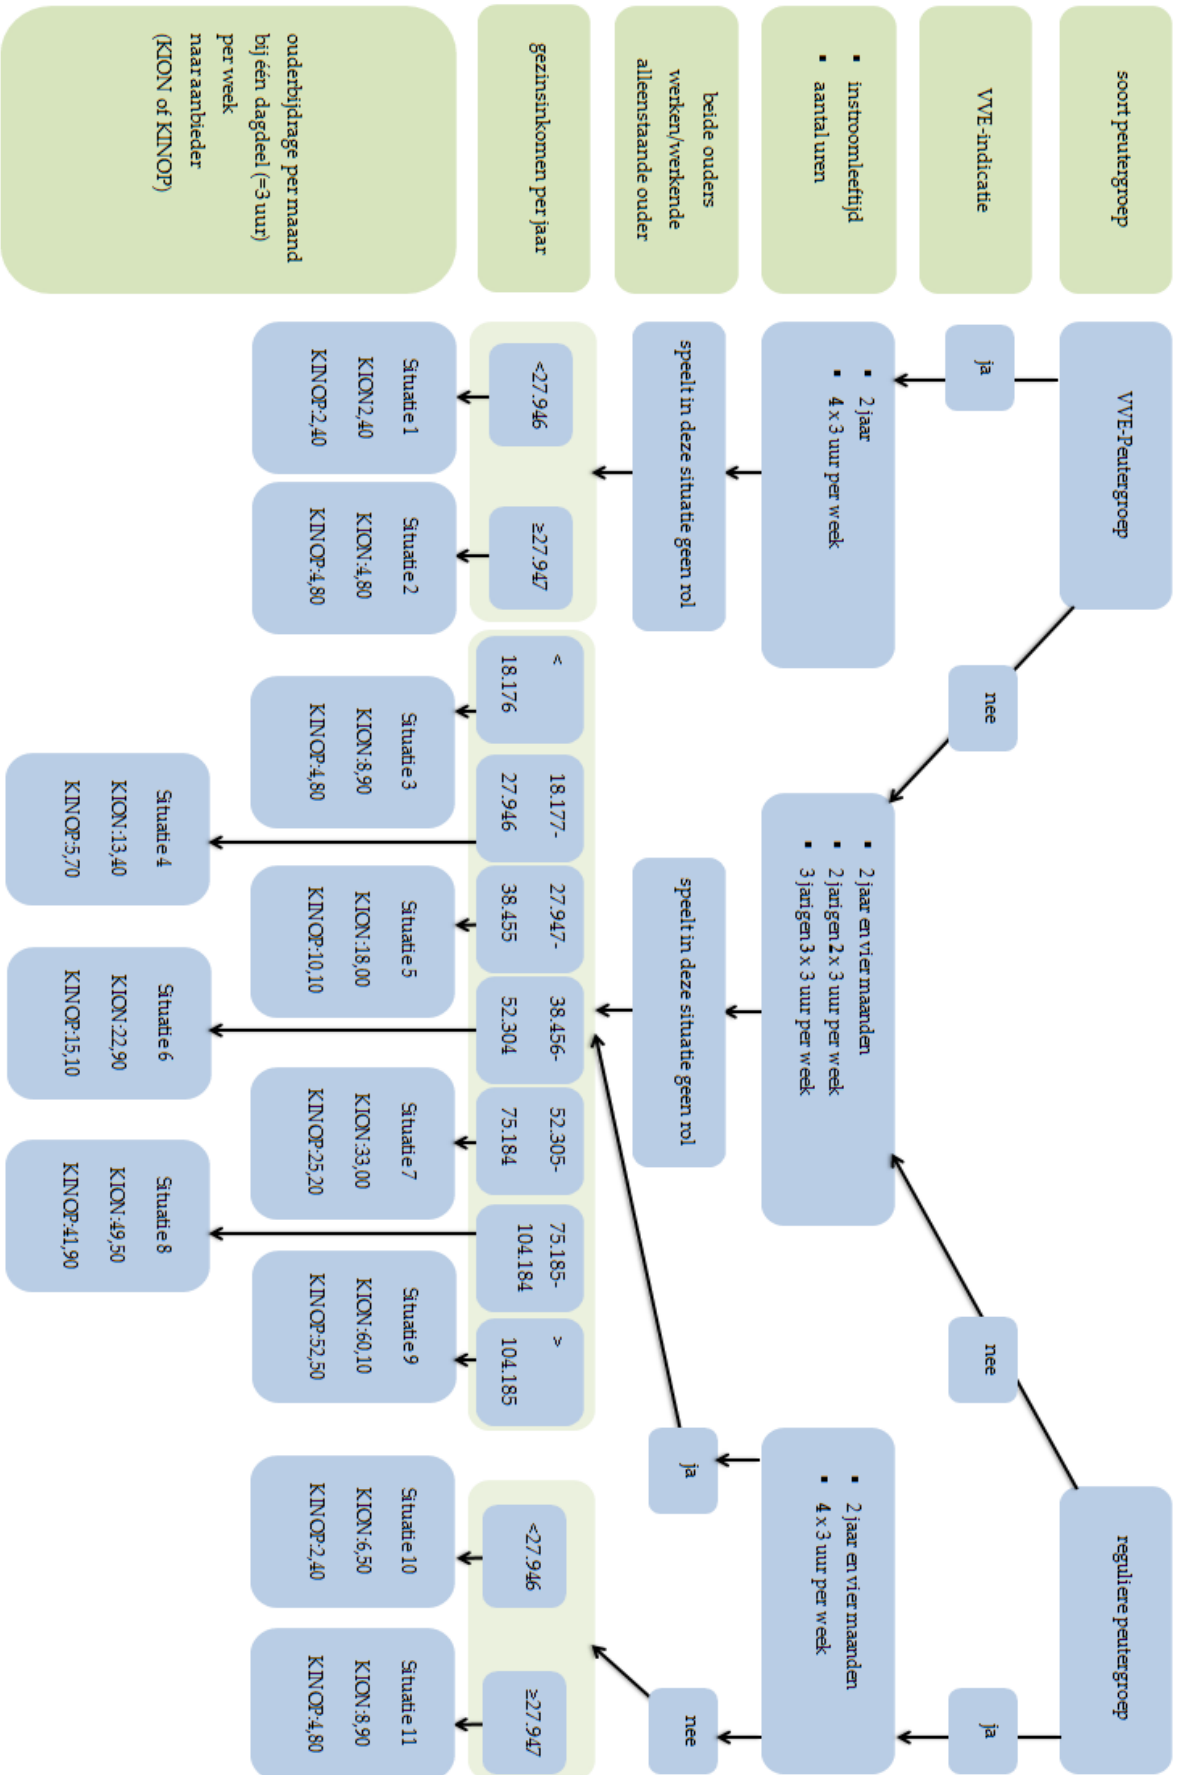 soort peutergroep
VVE-Peutergroep
reguliere peutergroep
VVE-indicatie
ja
nee
nee
ja
▪ instroomleeftijd
▪ aantal uren
▪ 2 jaar
▪ 4 x 3 uur per week
▪ 2 jaar en vier maanden
▪ 2 jarigen 2 x 3 uur per week
▪ 3 jarigen 3 x 3 uur per week
▪ 2 jaar en vier maanden
▪ 4 x 3 uur per week
beide ouders
werken/werkende
alleenstaande ouder
speelt in deze situatie geen rol
speelt in deze situatie geen rol
ja
nee
gezinsinkomen per jaar
<27.946
≥27.947
<
18.176
18.177-
27.946
27.947-
38.455
38.456-
52.304
52.305-
75.184
75.185-
104.184
>
104.185
<27.946
≥27.947
ouderbijdrage per maand
bij één dagdeel (=3 uur)
per week
naar aanbieder
(KION of KINOP)
Situatie 1
KION2,40
KINOP:2,40
Situatie 2
KION:4,80
KINOP:4,80
Situatie 3
KION:8,90
KINOP:4,80
Situatie 4
KION:13,40
KINOP:5,70
Situatie 5
KION:18,00
KINOP:10,10
Situatie 6
KION:22,90
KINOP:15,10
Situatie 7
KION:33,00
KINOP:25,20
Situatie 8
KION:49,50
KINOP:41,90
Situatie 9
KION:60,10
KINOP:52,50
Situatie 10
KION:6,50
KINOP:2,40
Situatie 11
KION:8,90
KINOP:4,80